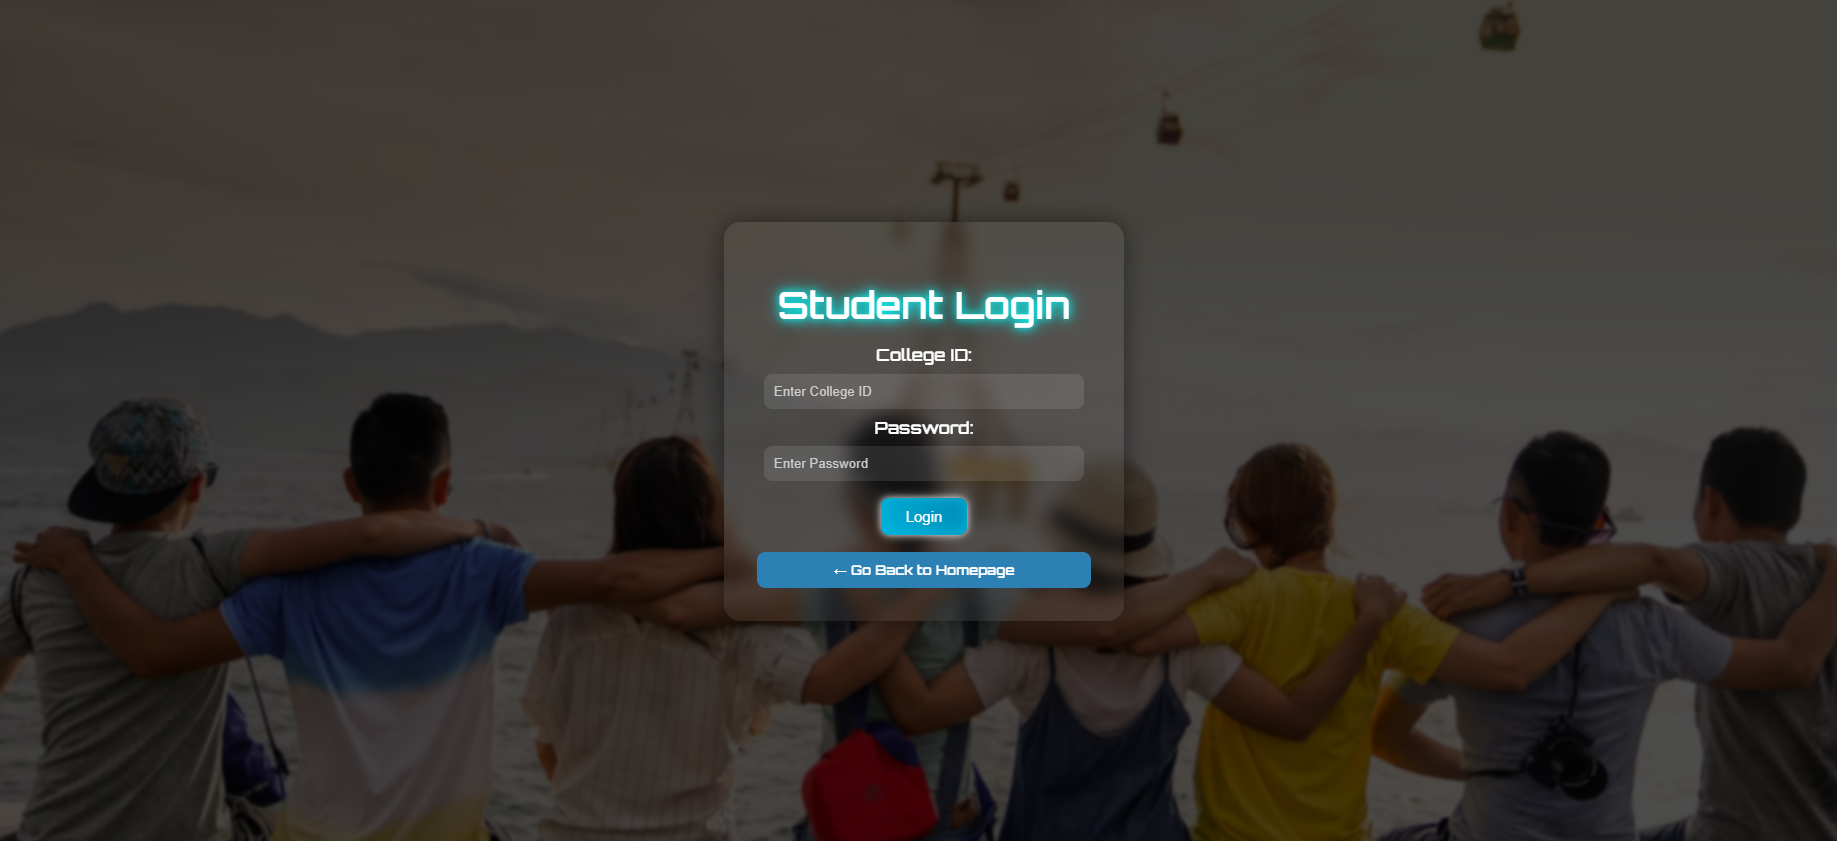 Student Login
College ID:
Enter College ID
Password:
Enter Password
Login
← Go Back to Homepage